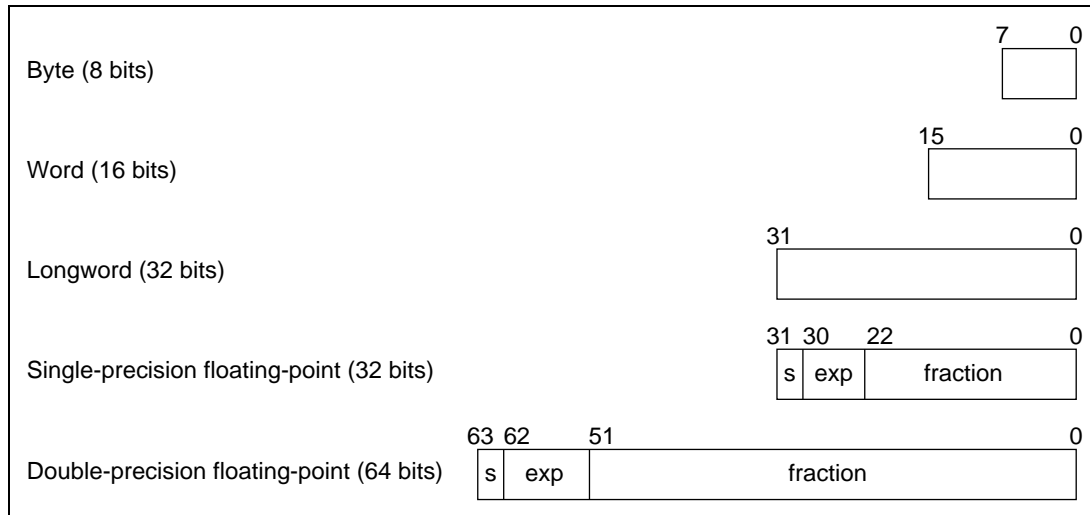 7 0
Byte (8 bits)
15 0
Word (16 bits)
31 0
Longword (32 bits)
31 30 22 0
Single-precision floating-point (32 bits) s exp fraction
63 62 51 0
Double-precision floating-point (64 bits) s exp fraction